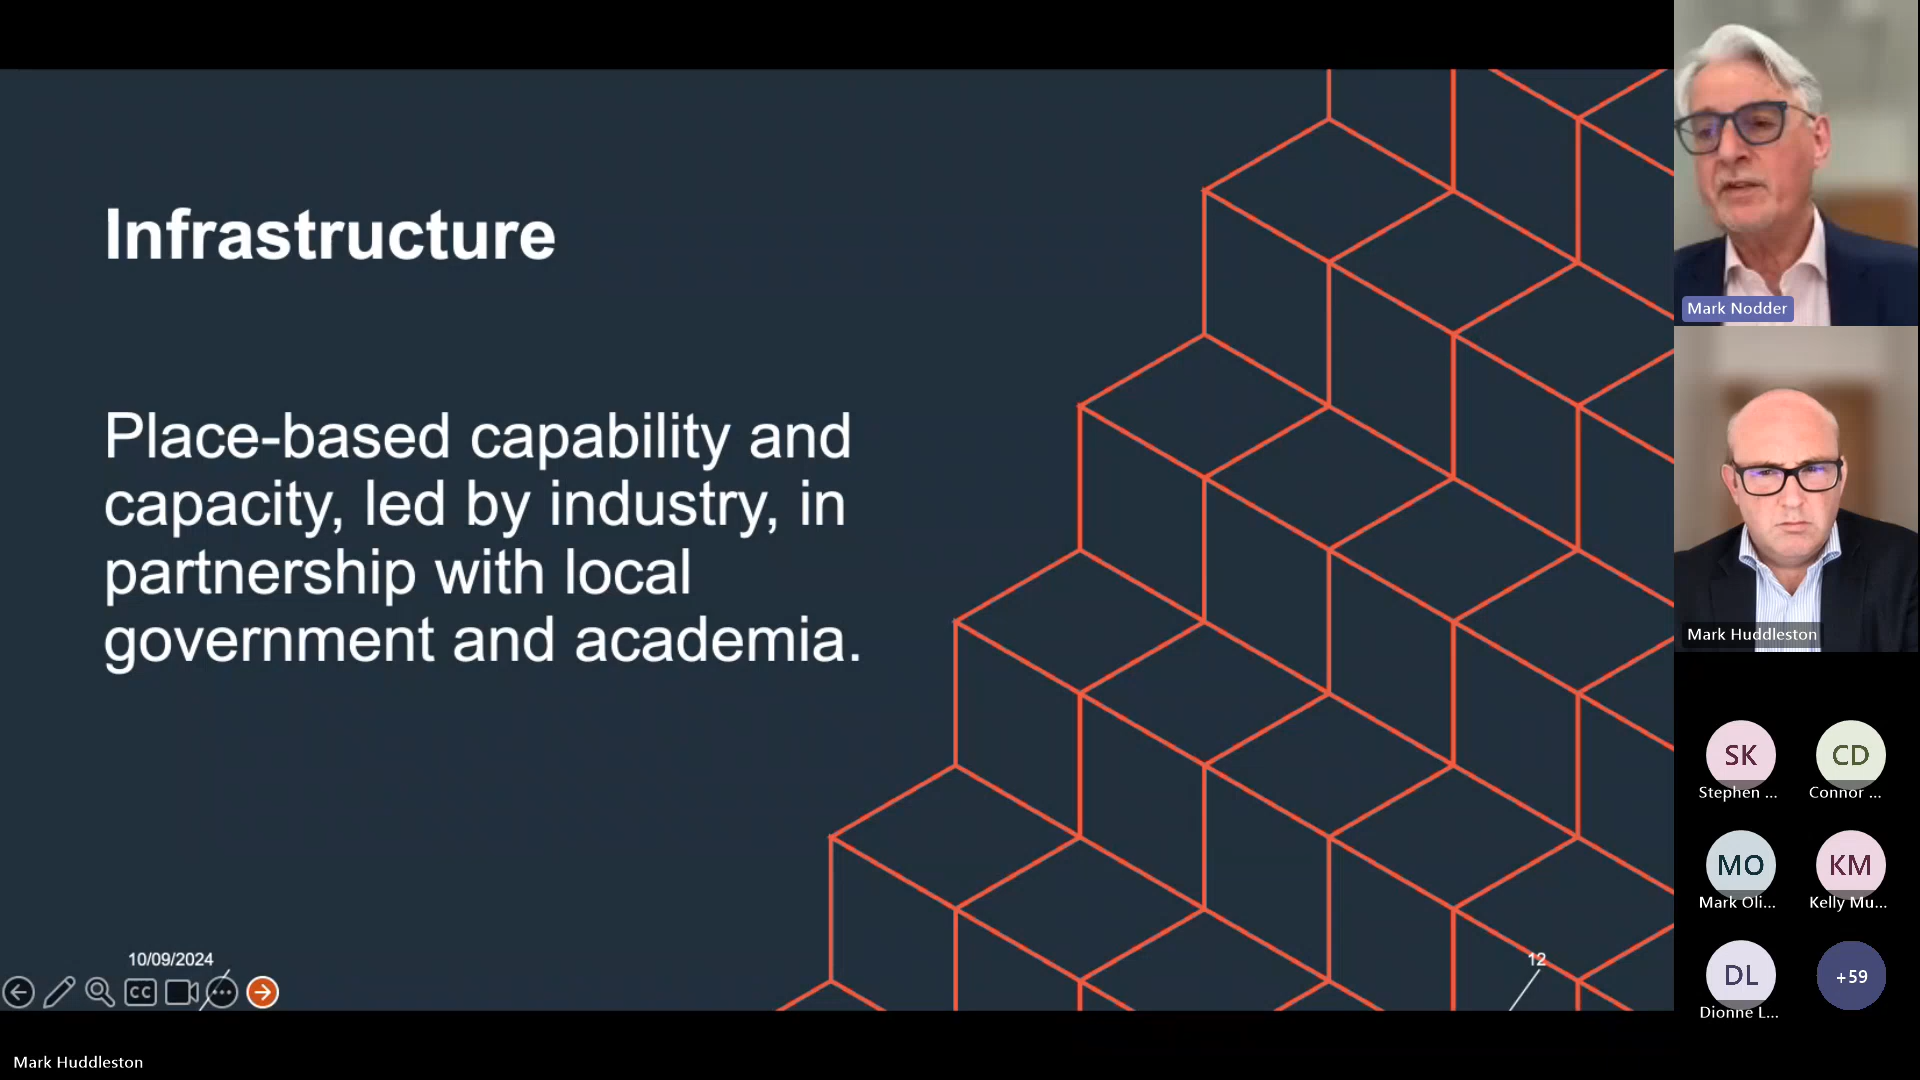 Infrastructure
Place-based capability and
capacity, led by industry, in
partnership with local
government and academia.
10/09/2024
12
CC
Mark Huddleston
Mark Nodder
Mark Huddleston
SK
Stephen ...
CD
Connor ...
MO
Mark Oli...
KM
Kelly Mu...
DL
Dionne L...
+59